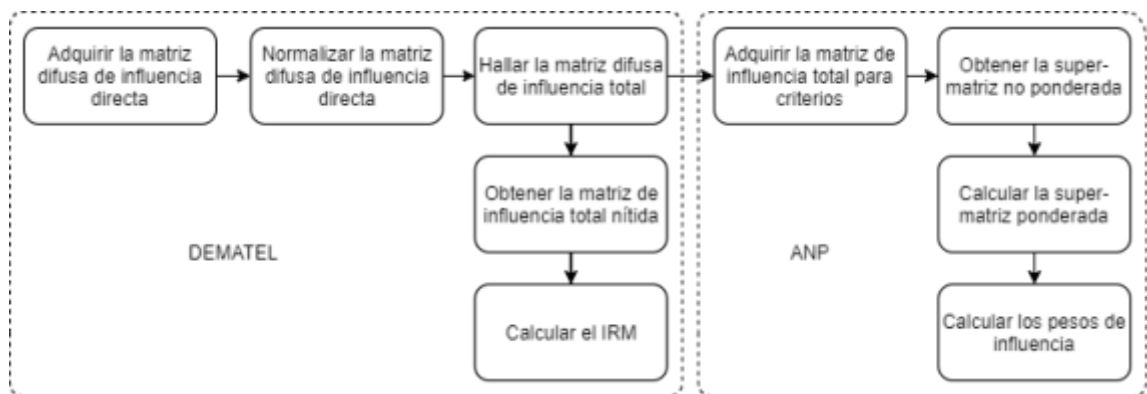 Adquirir la matriz
difusa de influencia
directa
Normalizar la matriz
difusa de influencia
directa
Hallar la matriz difusa
de influencia total
Adquirir la matriz de
influencia total para
criterios
Obtener la super-
matriz no ponderada
Obtener la matriz de
influencia total nítida
Calcular la super-
matriz ponderada
DEMATEL
ANP
Calcular el IRM
Calcular los pesos de
influencia